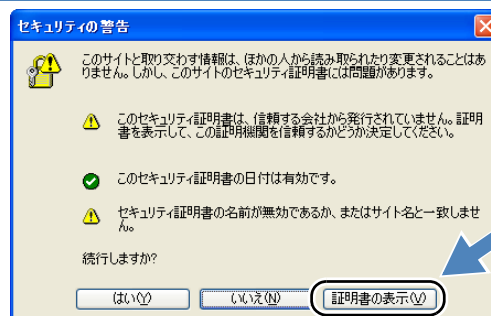 セキュリティの警告
このサイトと取り交わす情報は、ほかの人から読み取られたり変更されることはあ
りません。しかし、このサイトのセキュリティ証明書には問題があります。
このセキュリティ証明書は、信頼する会社から発行されていません。証明
書を表示して、この証明機関を信頼するかどうか決定してください。
このセキュリティ証明書の日付は有効です。
セキュリティ証明書の名前が無効であるか、またはサイト名と一致しませ
ん。
続行しますか?
はい(Y) いいえ(N) 証明書の表示(V)